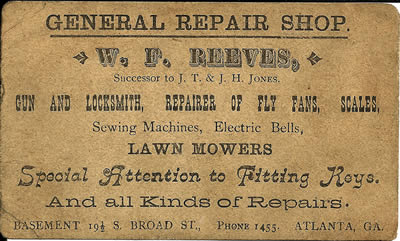 GENERAL REPAIR SHOP.
W. F. REEVES,
Successor to J. T. & J. H. JONES.
GUN AND LOCKSMITH, REPAIRER OF FLY FANS, SCALES,
Sewing Machines, Electric Bells,
LAWN MOWERS
Special Attention to Fitting Keys.
And all Kinds of Repairs.
BASEMENT 19½ S. BROAD ST., PHONE 1455. ATLANTA, GA.